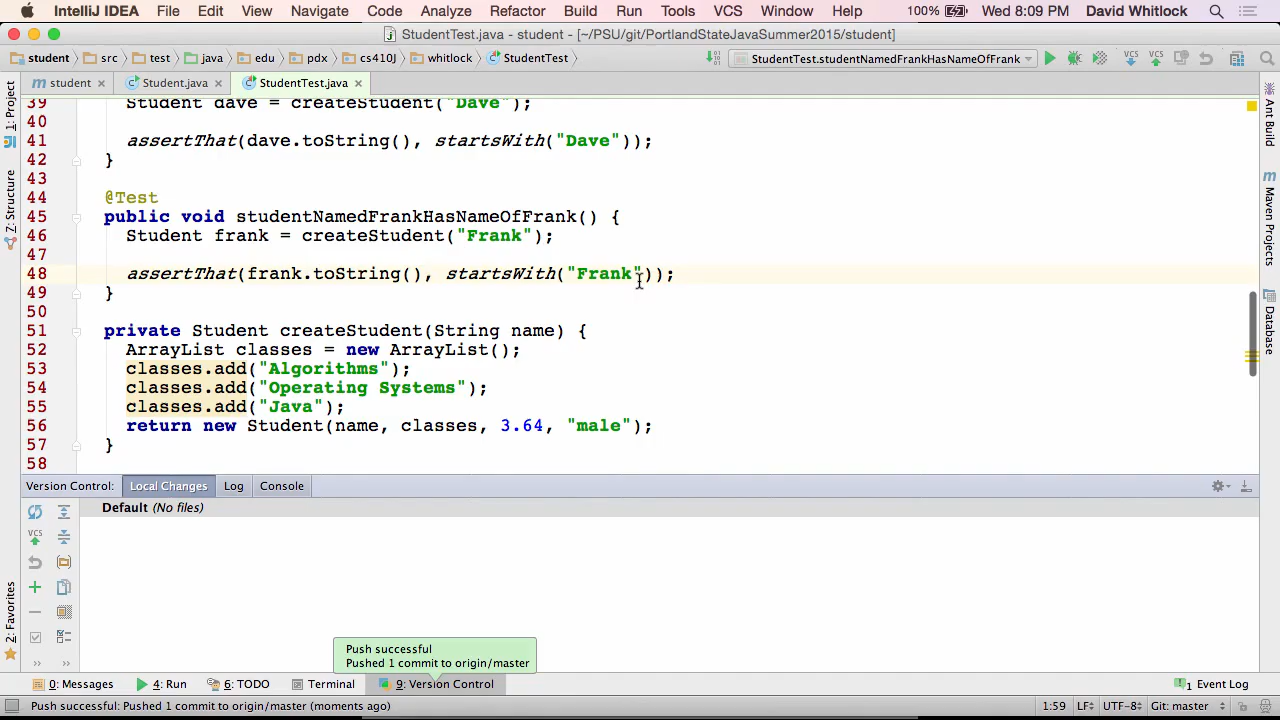 IntelliJ IDEA File Edit View Navigate Code Analyze Refactor Build Run Tools VCS Window Help 100% Wed 8:09 PM David Whitlock
StudentTest.java - student - [~/PSU/git/PortlandStateJavaSummer2015/student]
student src test java edu pdx cs410J whitlock StudentTest StudentTest.studentNamedFrankHasNameOfFrank VCS VCS
student Student.java StudentTest.java
1: Project
Z: Structure
2: Favorites
39 Student dave = createStudent("Dave");
40
41 assertThat(dave.toString(), startsWith("Dave"));
42 }
43
44 @Test
45 public void studentNamedFrankHasNameOfFrank() {
46 Student frank = createStudent("Frank");
47
48 assertThat(frank.toString(), startsWith("Frank"));
49 }
50
51 private Student createStudent(String name) {
52 ArrayList classes = new ArrayList();
53 classes.add("Algorithms");
54 classes.add("Operating Systems");
55 classes.add("Java");
56 return new Student(name, classes, 3.64, "male");
57 }
58
Ant Build
m Maven Projects
Database
Version Control: Local Changes Log Console
Default (No files)
VCS
Push successful
Pushed 1 commit to origin/master
0: Messages 4: Run 6: TODO Terminal 9: Version Control 1 Event Log
Push successful: Pushed 1 commit to origin/master (moments ago) 1:59 LF UTF-8 Git: master